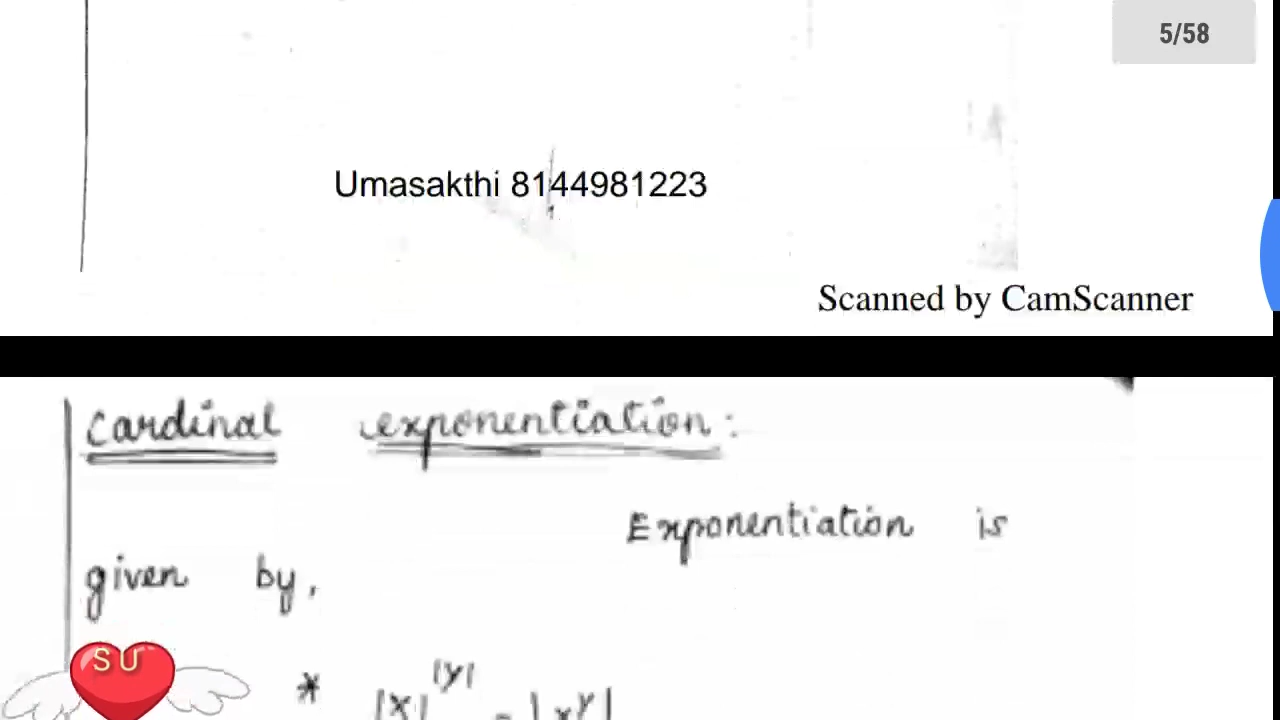 5/58
Umasakthi 8144981223
Scanned by CamScanner
Cardinal exponentiation:
Exponentiation is
given by,
SU
* |X|^|Y| = |X^Y|